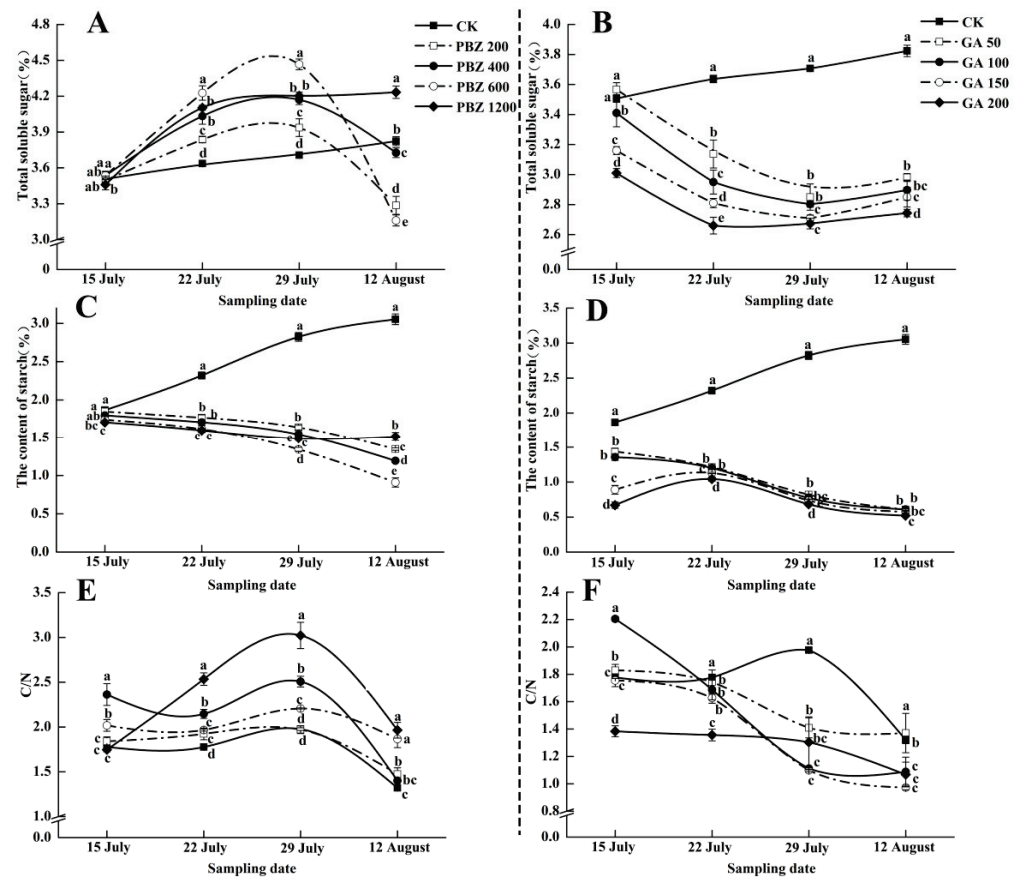 A
Total soluble sugar (%)
4.8
4.5
4.2
3.9
3.6
3.3
3.0
0
15 July 22 July 29 July 12 August
Sampling date
CK
PBZ 200
PBZ 400
PBZ 600
PBZ 1200
a
ab
a
ab
b
a
b
b
c
d
a
b
b
c
d
a
b
c
d
e
B
Total soluble sugar (%)
4.0
3.8
3.6
3.4
3.2
3.0
2.8
2.6
0.0
15 July 22 July 29 July 12 August
Sampling date
CK
GA 50
GA 100
GA 150
GA 200
a
a
b
c
d
a
b
c
d
e
a
b
b
c
c
a
b
bc
c
d
C
The content of starch (%)
3.0
2.5
2.0
1.5
1.0
0.5
0.0
15 July 22 July 29 July 12 August
Sampling date
a
a
ab
bc
c
a
b
b
c
c
a
b
c
c
d
a
b
c
d
e
D
The content of starch (%)
3.5
3.0
2.5
2.0
1.5
1.0
0.5
0.0
15 July 22 July 29 July 12 August
Sampling date
a
b
b
c
d
a
b
b
c
d
a
b
bc
c
d
a
b
b
bc
c
E
C/N
3.5
3.0
2.5
2.0
1.5
1.0
0.0
15 July 22 July 29 July 12 August
Sampling date
a
b
c
c
c
a
b
c
c
d
a
b
c
d
d
a
a
b
bc
c
F
C/N
2.4
2.2
2.0
1.8
1.6
1.4
1.2
1.0
0.8
0.0
15 July 22 July 29 July 12 August
Sampling date
a
b
c
c
d
a
b
b
b
c
a
b
bc
c
c
a
b
c
c
c